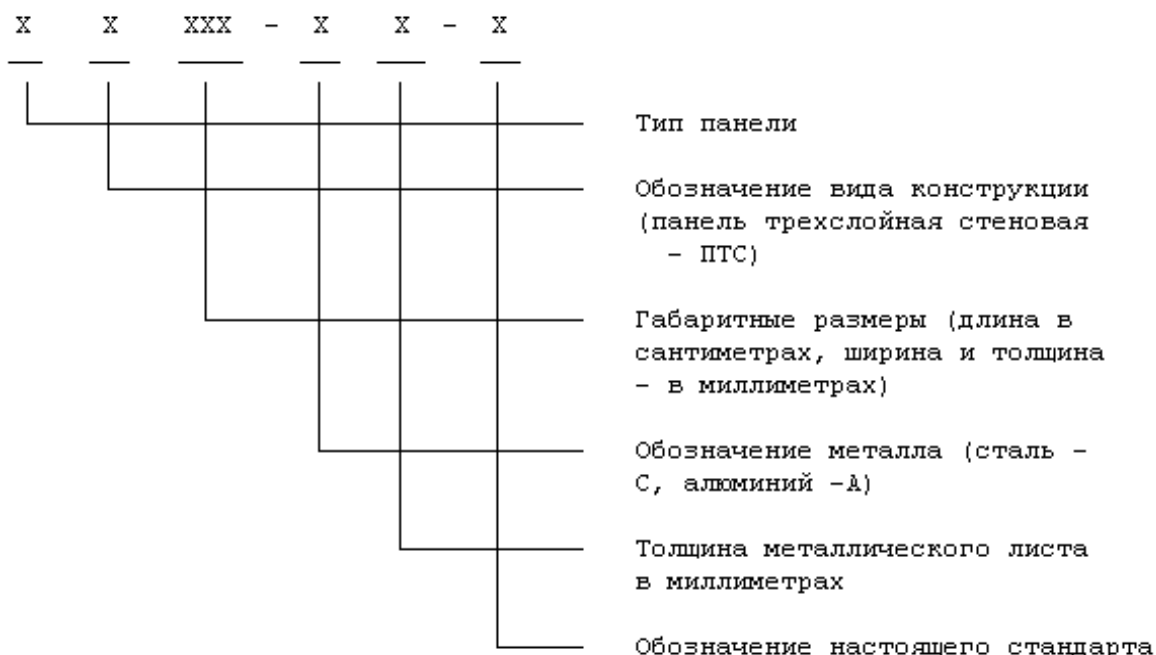 X X XXX - X X - X
Тип панели
Обозначение вида конструкции
(панель трехслойная стеновая
- ПТС)
Габаритные размеры (длина в
сантиметрах, ширина и толщина
- в миллиметрах)
Обозначение металла (сталь -
С, алюминий -А)
Толщина металлического листа
в миллиметрах
Обозначение настоящего стандарта